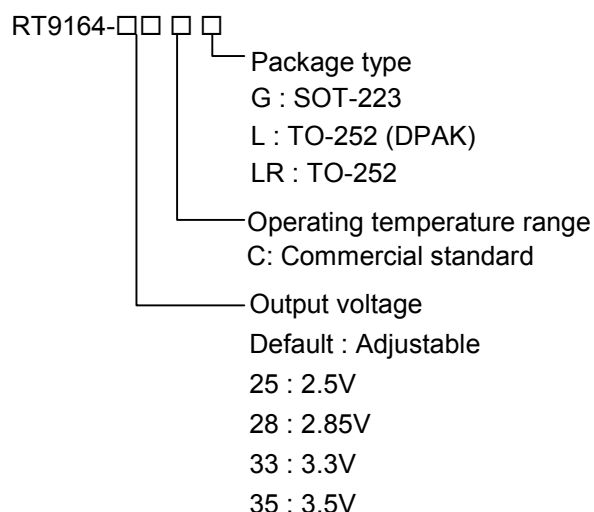 RT9164-□□ □ □
Package type
G : SOT-223
L : TO-252 (DPAK)
LR : TO-252
Operating temperature range
C: Commercial standard
Output voltage
Default : Adjustable
25 : 2.5V
28 : 2.85V
33 : 3.3V
35 : 3.5V